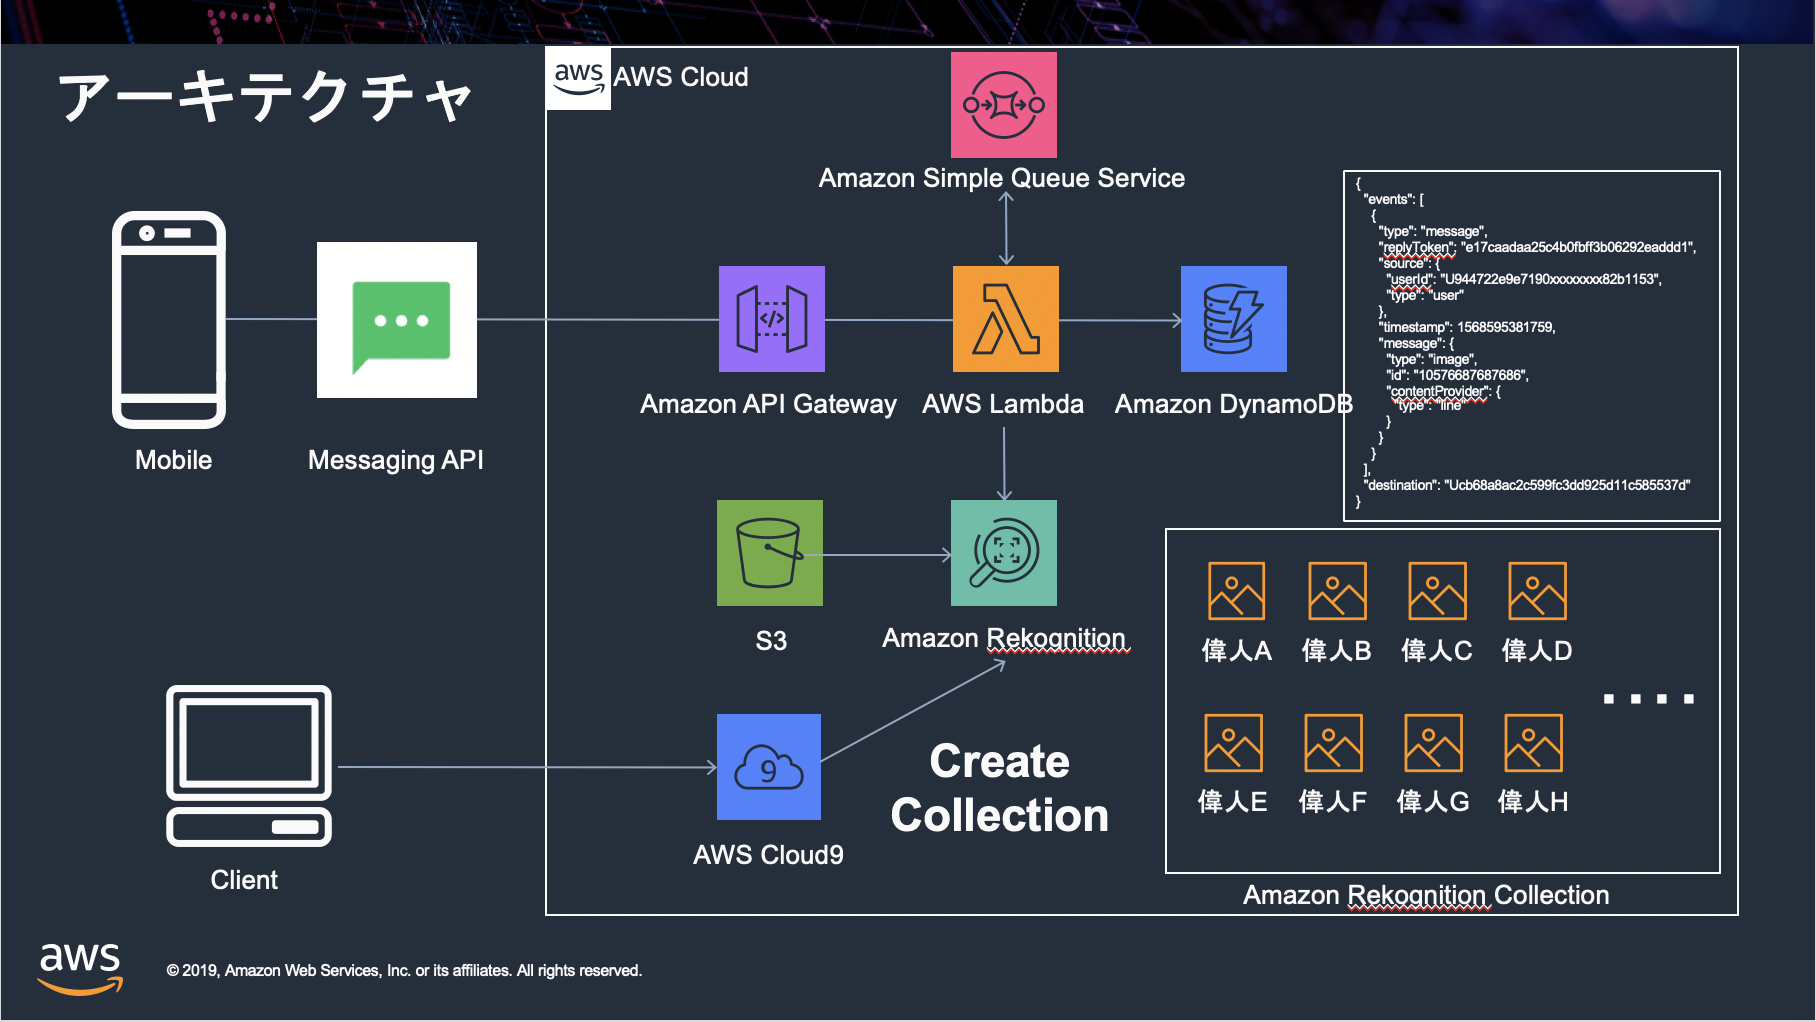 アーキテクチャ
aws
AWS Cloud
Amazon Simple Queue Service
Mobile
Messaging API
</>
Amazon API Gateway
AWS Lambda
Amazon DynamoDB
{
"events": [
{
"type": "message",
"replyToken": "e17caadaa25c4b0fbff3b06292eaddd1",
"source": {
"userId": "U944722e9e7190xxxxxxxx82b1153",
"type": "user"
},
"timestamp": 1568595381759,
"message": {
"type": "image",
"id": "10576687687686",
"contentProvider": {
"type": "line"
}
}
}
],
"destination": "Ucb68a8ac2c599fc3dd925d11c585537d"
}
S3
Amazon Rekognition
偉人A
偉人B
偉人C
偉人D
....
偉人E
偉人F
偉人G
偉人H
Amazon Rekognition Collection
Client
9
AWS Cloud9
Create
Collection
aws
© 2019, Amazon Web Services, Inc. or its affiliates. All rights reserved.